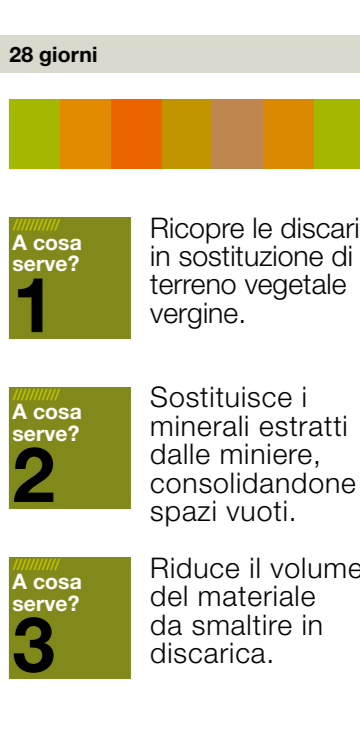 28 giorni
//////////
A cosa
serve?
1
Ricopre le discari
in sostituzione di
terreno vegetale
vergine.
//////////
A cosa
serve?
2
Sostituisce i
minerali estratti
dalle miniere,
consolidandone
spazi vuoti.
//////////
A cosa
serve?
3
Riduce il volume
del materiale
da smaltire in
discarica.